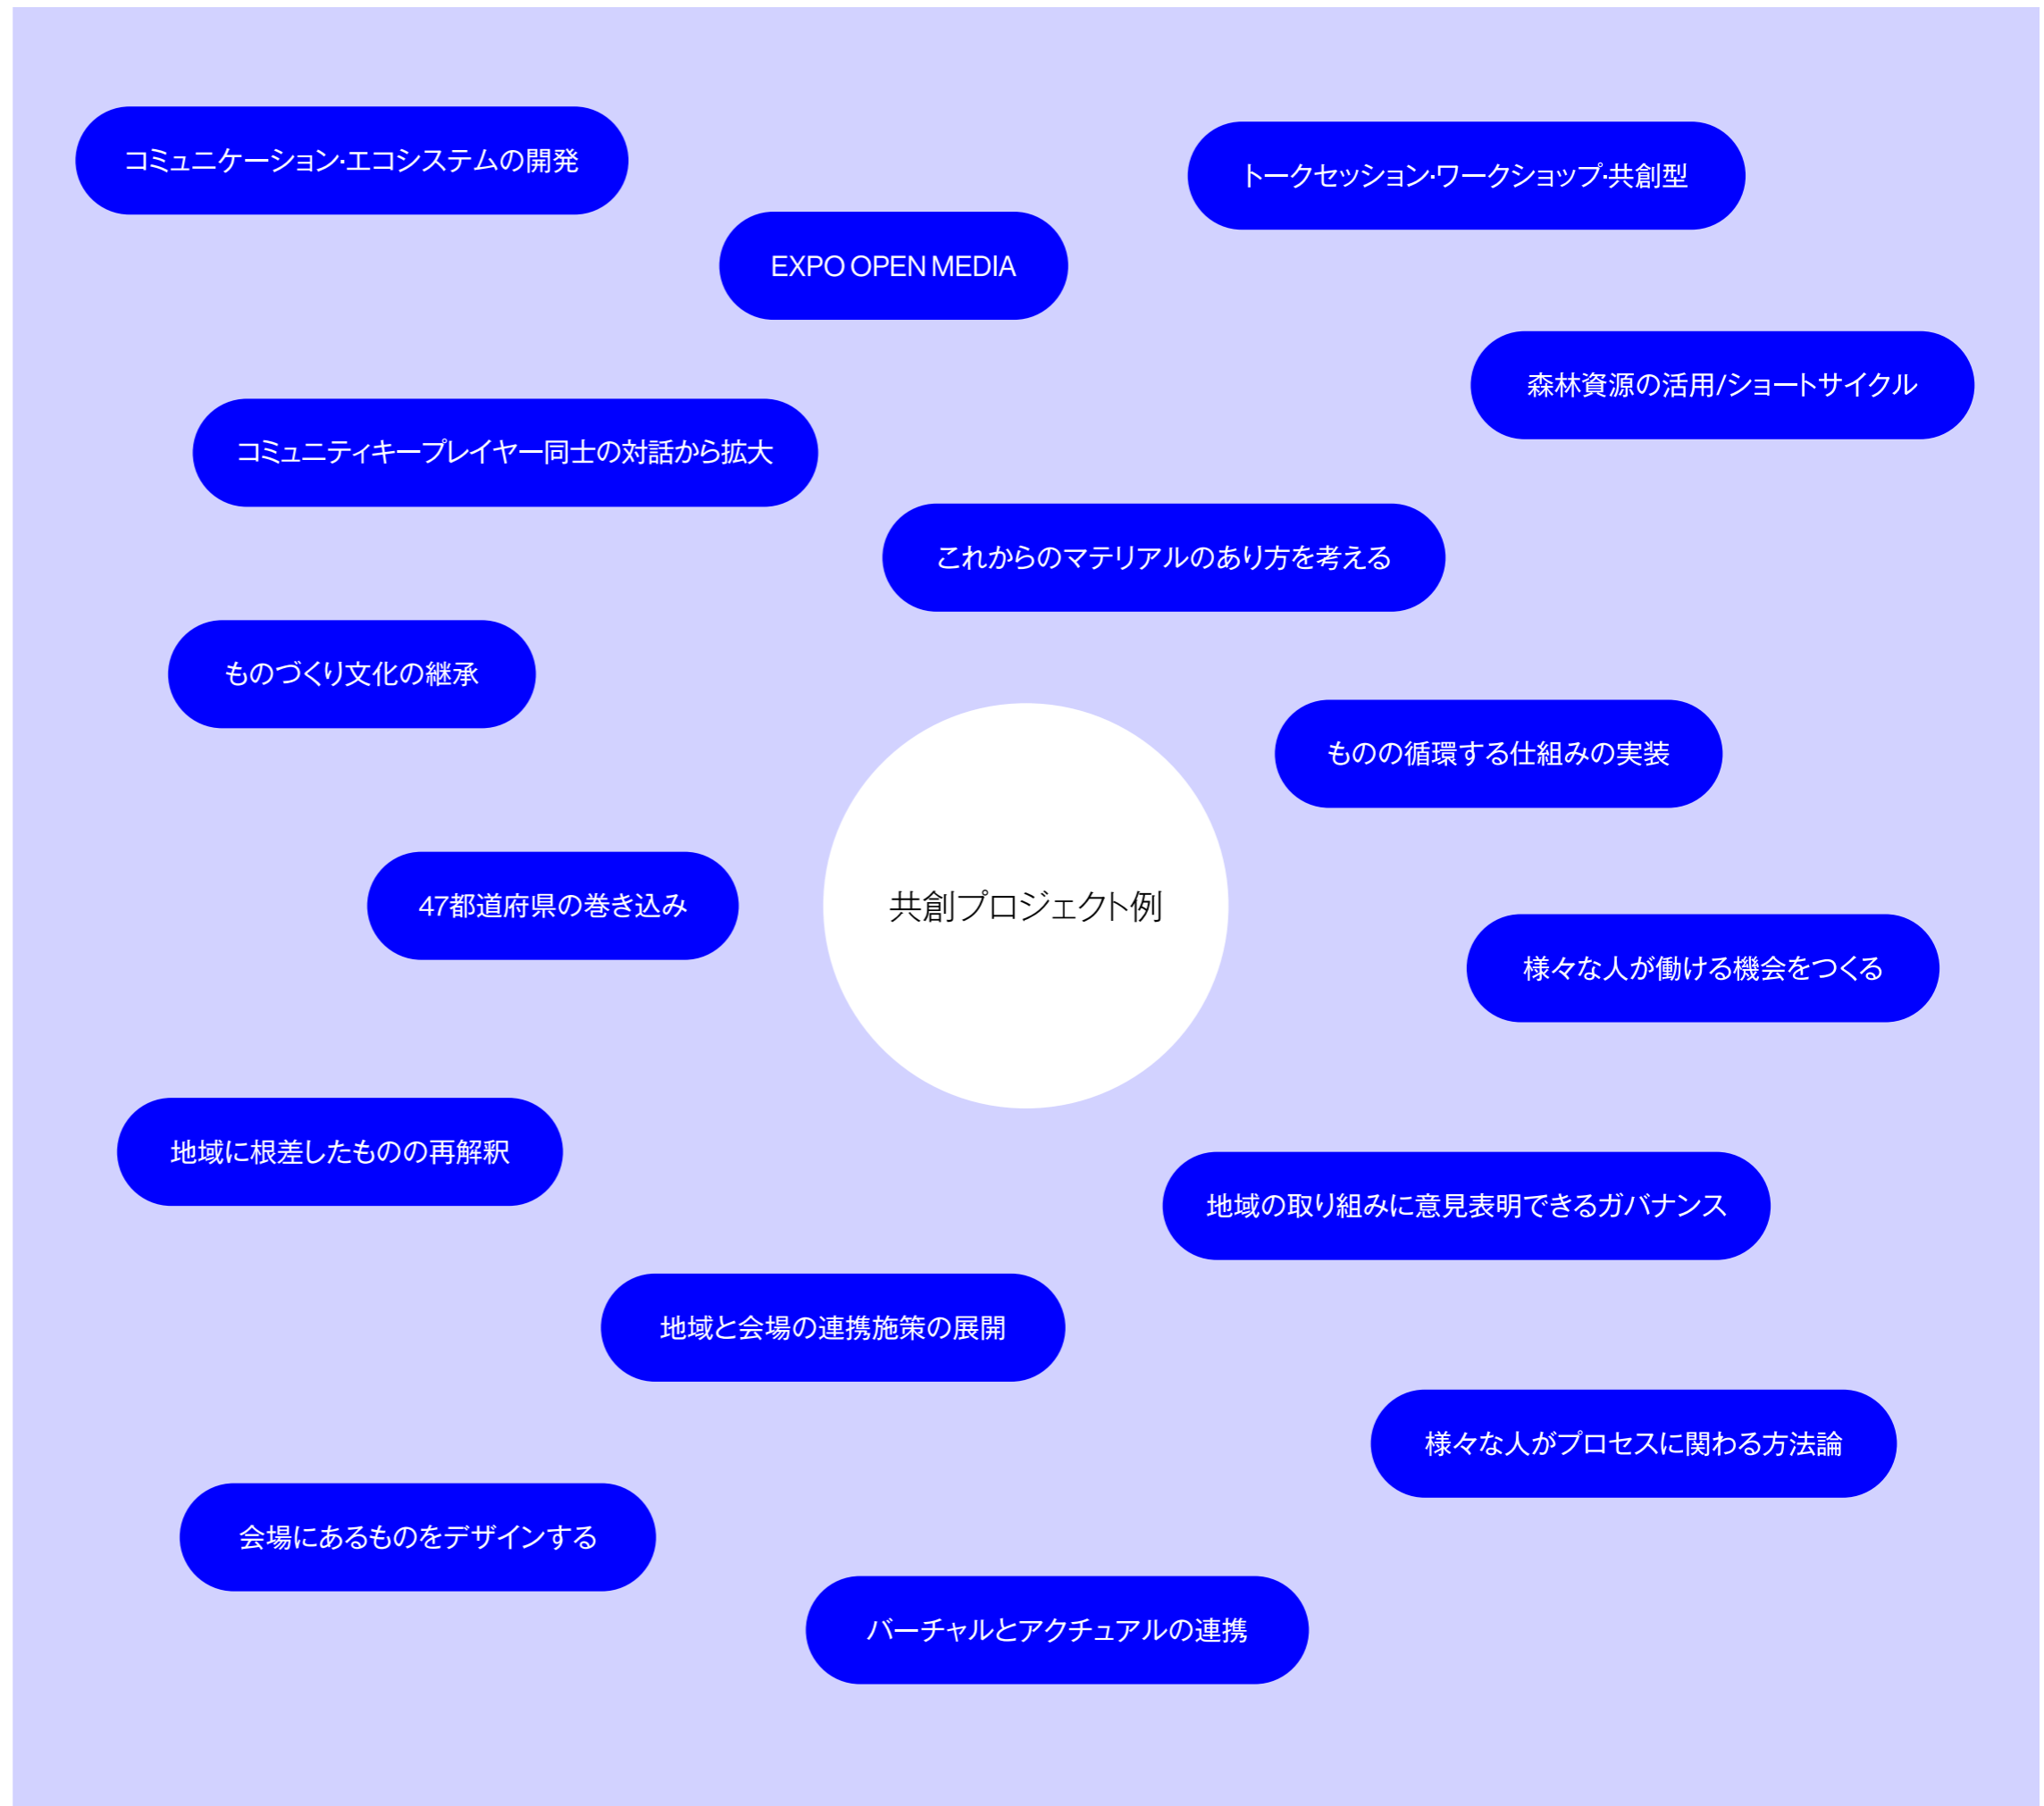 コミュニケーション・エコシステムの開発
トークセッション・ワークショップ・共創型
EXPO OPEN MEDIA
森林資源の活用/ショートサイクル
コミュニティキープレイヤー同士の対話から拡大
これからのマテリアルのあり方を考える
ものづくり文化の継承
ものの循環する仕組みの実装
47都道府県の巻き込み
共創プロジェクト例
様々な人が働ける機会をつくる
地域に根差したものの再解釈
地域の取り組みに意見表明できるガバナンス
地域と会場の連携施策の展開
様々な人がプロセスに関わる方法論
会場にあるものをデザインする
バーチャルとアクチュアルの連携